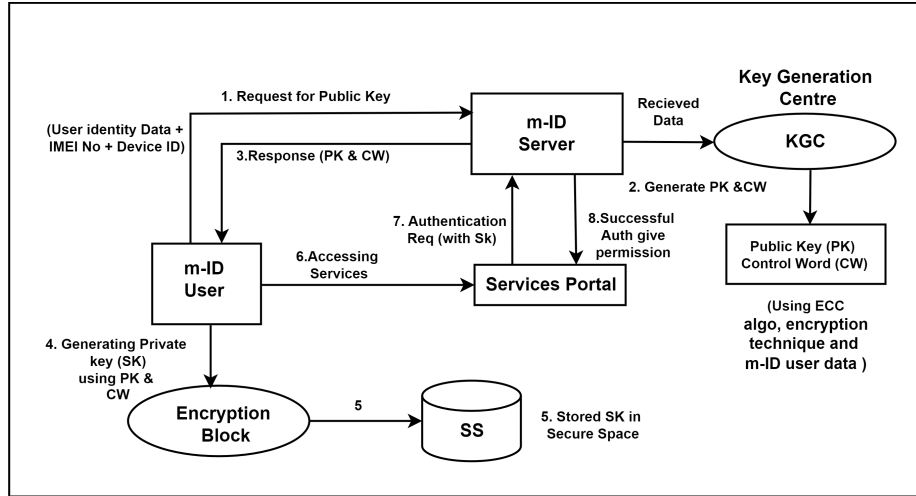 1. Request for Public Key
(User identity Data +
IMEI No + Device ID)
3.Response (PK & CW)
m-ID
Server
Recieved
Data
Key Generation
Centre
KGC
2. Generate PK &CW
Public Key (PK)
Control Word (CW)
(Using ECC
algo, encryption
technique and
m-ID user data )
7. Authentication
Req (with Sk)
8.Successful
Auth give
permission
m-ID
User
6.Accessing
Services
Services Portal
4. Generating Private
key (SK)
using PK &
CW
Encryption
Block
5
SS
5. Stored SK in
Secure Space